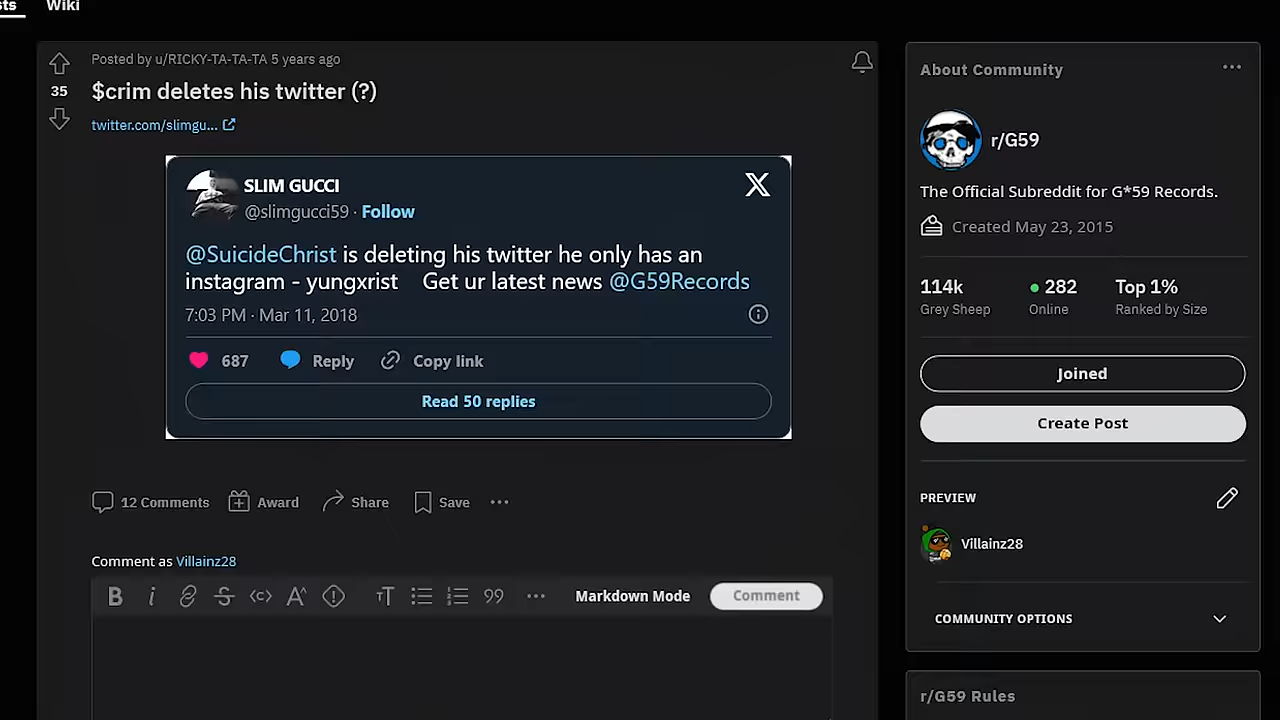 sts Wiki
Posted by u/RICKY-TA-TA-TA 5 years ago
35
$crim deletes his twitter (?)
twitter.com/slimgu...
SLIM GUCCI
@slimgucci59 · Follow
@SuicideChrist is deleting his twitter he only has an
instagram - yungxrist Get ur latest news @G59Records
7:03 PM · Mar 11, 2018
687 Reply Copy link
Read 50 replies
12 Comments Award Share Save
Comment as Villainz28
Markdown Mode Comment
About Community
r/G59
The Official Subreddit for G*59 Records.
Created May 23, 2015
114k 282 Top 1%
Grey Sheep Online Ranked by Size
Joined
Create Post
PREVIEW
Villainz28
COMMUNITY OPTIONS
r/G59 Rules